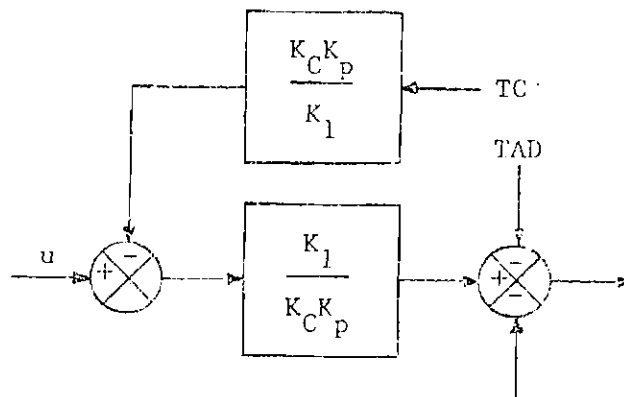 K_C K_p
K_1
TC
TAD
u
+ -
K_1
K_C K_p
+ - -